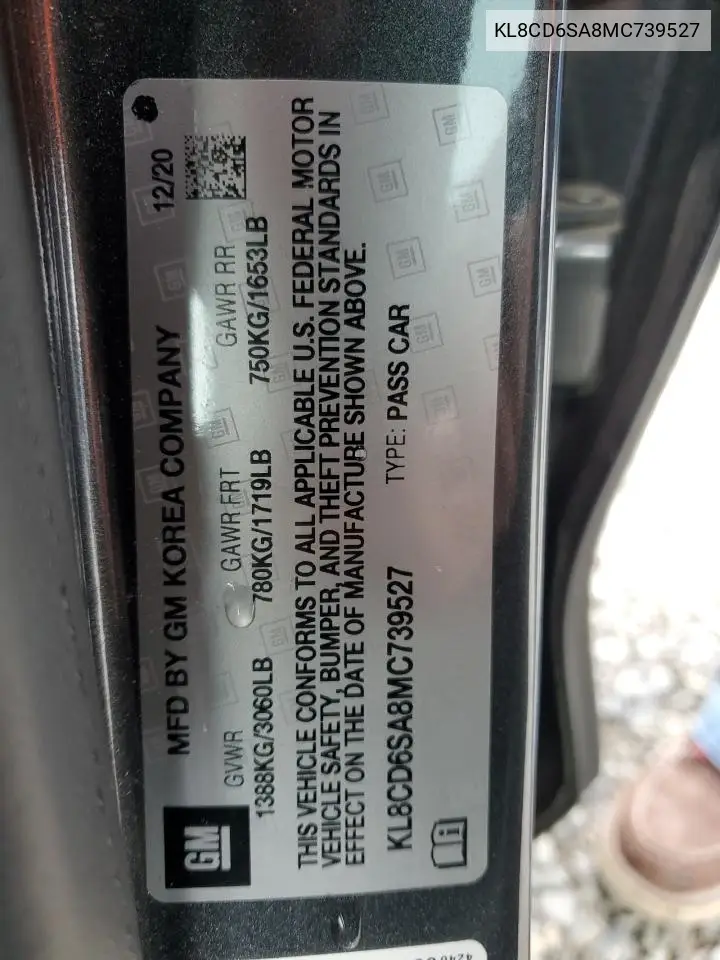 KL8CD6SA8MC739527
MFD BY GM KOREA COMPANY 12/20
GVWR GAWR FRT GAWR RR
1388KG/3060LB 780KG/1719LB 750KG/1653LB
THIS VEHICLE CONFORMS TO ALL APPLICABLE U.S. FEDERAL MOTOR
VEHICLE SAFETY, BUMPER, AND THEFT PREVENTION STANDARDS IN
EFFECT ON THE DATE OF MANUFACTURE SHOWN ABOVE.
KL8CD6SA8MC739527 TYPE: PASS CAR
GM